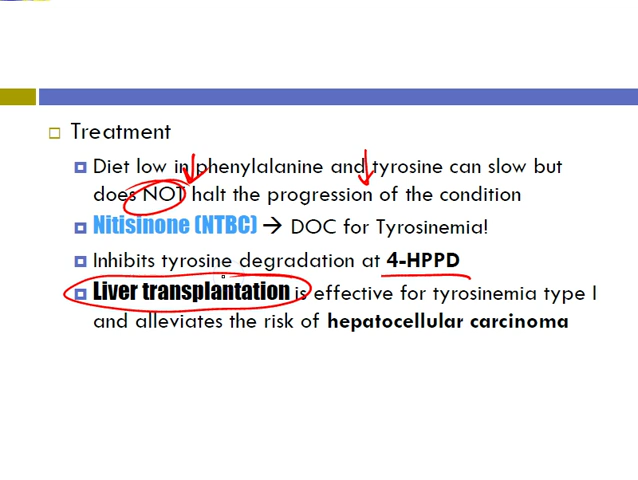 Treatment
Diet low in phenylalanine and tyrosine can slow but
does NOT halt the progression of the condition
Nitisinone (NTBC) → DOC for Tyrosinemia!
Inhibits tyrosine degradation at 4-HPPD
Liver transplantation is effective for tyrosinemia type I
and alleviates the risk of hepatocellular carcinoma